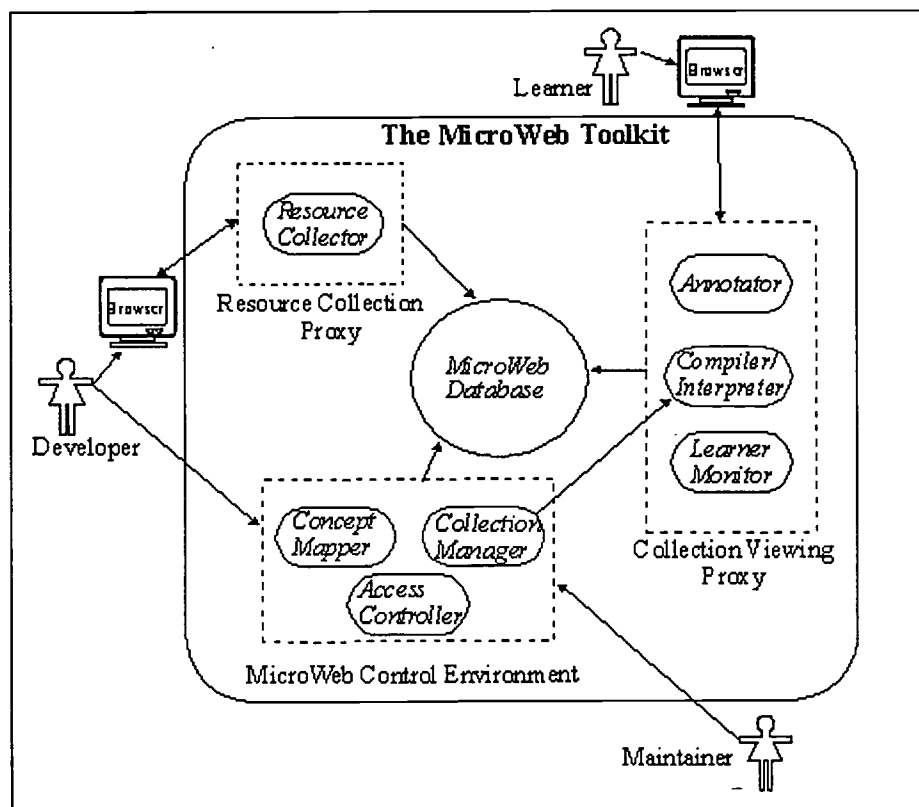 Learner
Browser
The MicroWeb Toolkit
Resource
Collector
Resource Collection
Proxy
Browser
Developer
MicroWeb
Database
Annotator
Compiler/
Interpreter
Learner
Monitor
Collection Viewing
Proxy
Concept
Mapper
Collection
Manager
Access
Controller
MicroWeb Control Environment
Maintainer